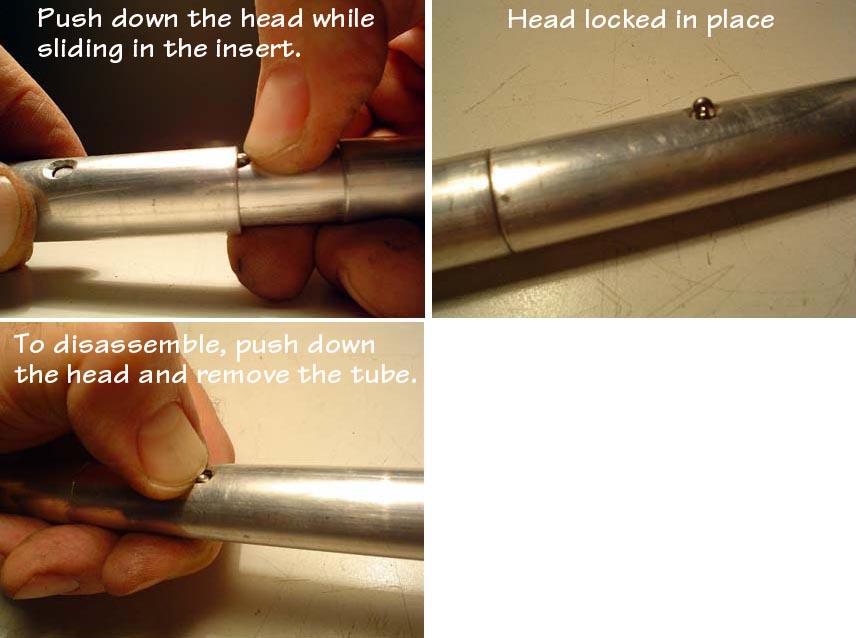 Push down the head while
sliding in the insert.
Head locked in place
To disassemble, push down
the head and remove the tube.